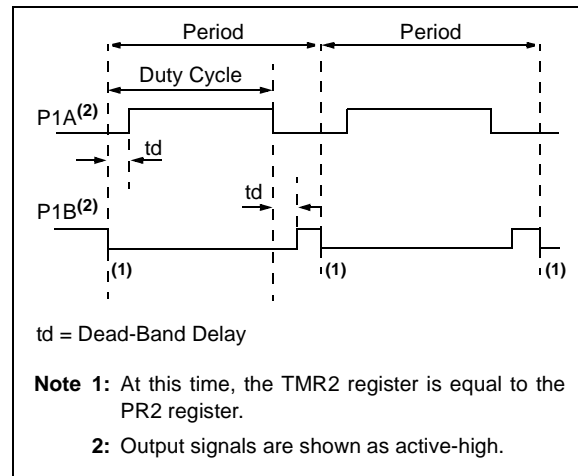 Period Period
Duty Cycle
P1A(2)
td
td
P1B(2)
(1) (1) (1)
td = Dead-Band Delay
Note 1: At this time, the TMR2 register is equal to the
PR2 register.
2: Output signals are shown as active-high.